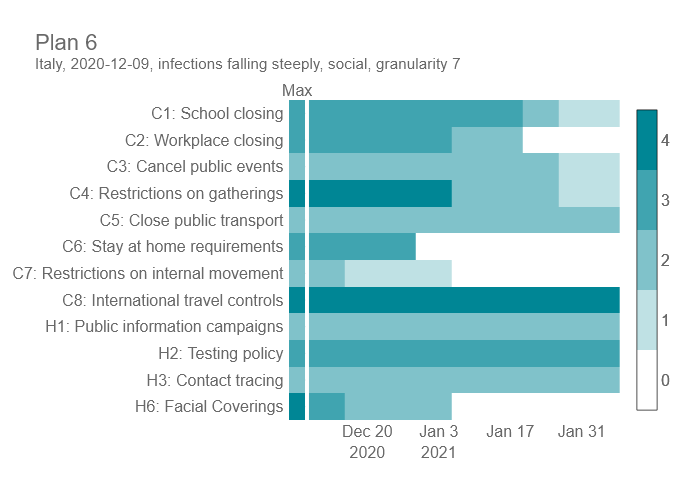 Plan 6
Italy, 2020-12-09, infections falling steeply, social, granularity 7
Max
C1: School closing
C2: Workplace closing
C3: Cancel public events
C4: Restrictions on gatherings
C5: Close public transport
C6: Stay at home requirements
C7: Restrictions on internal movement
C8: International travel controls
H1: Public information campaigns
H2: Testing policy
H3: Contact tracing
H6: Facial Coverings
Dec 20 Jan 3 Jan 17 Jan 31
2020 2021
4
3
2
1
0